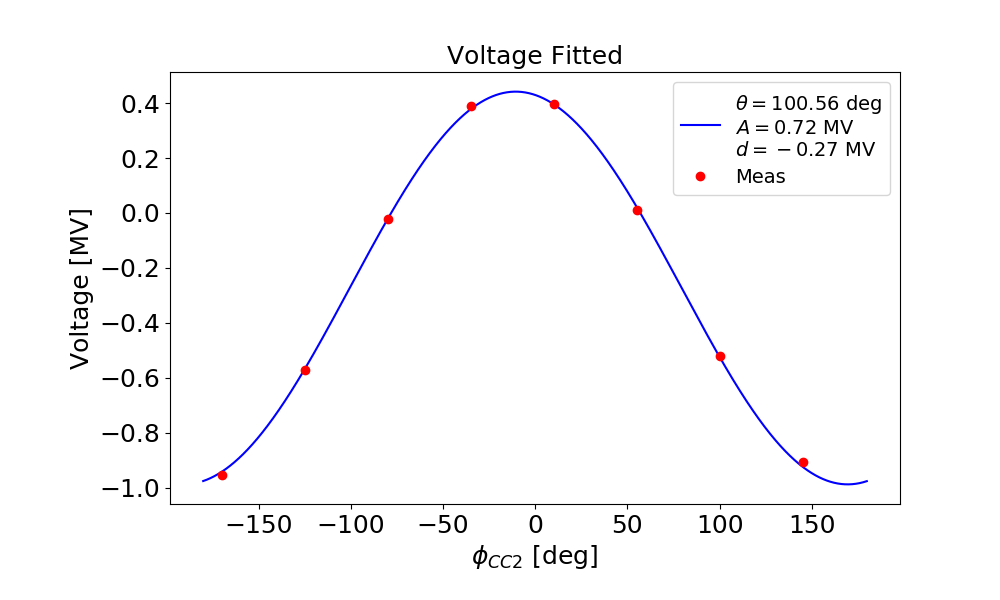 Voltage Fitted
Voltage [MV]
0.4
0.2
0.0
−0.2
−0.4
−0.6
−0.8
−1.0
θ = 100.56 deg
A = 0.72 MV
d = −0.27 MV
Meas
−150
−100
−50
0
50
100
150
ϕCC2 [deg]